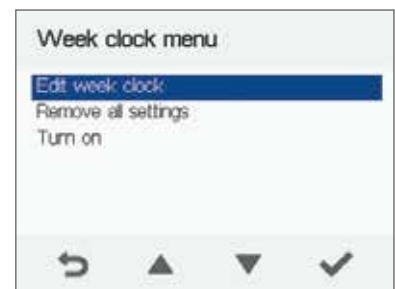 Week clock menu
Edit week clock
Remove all settings
Turn on